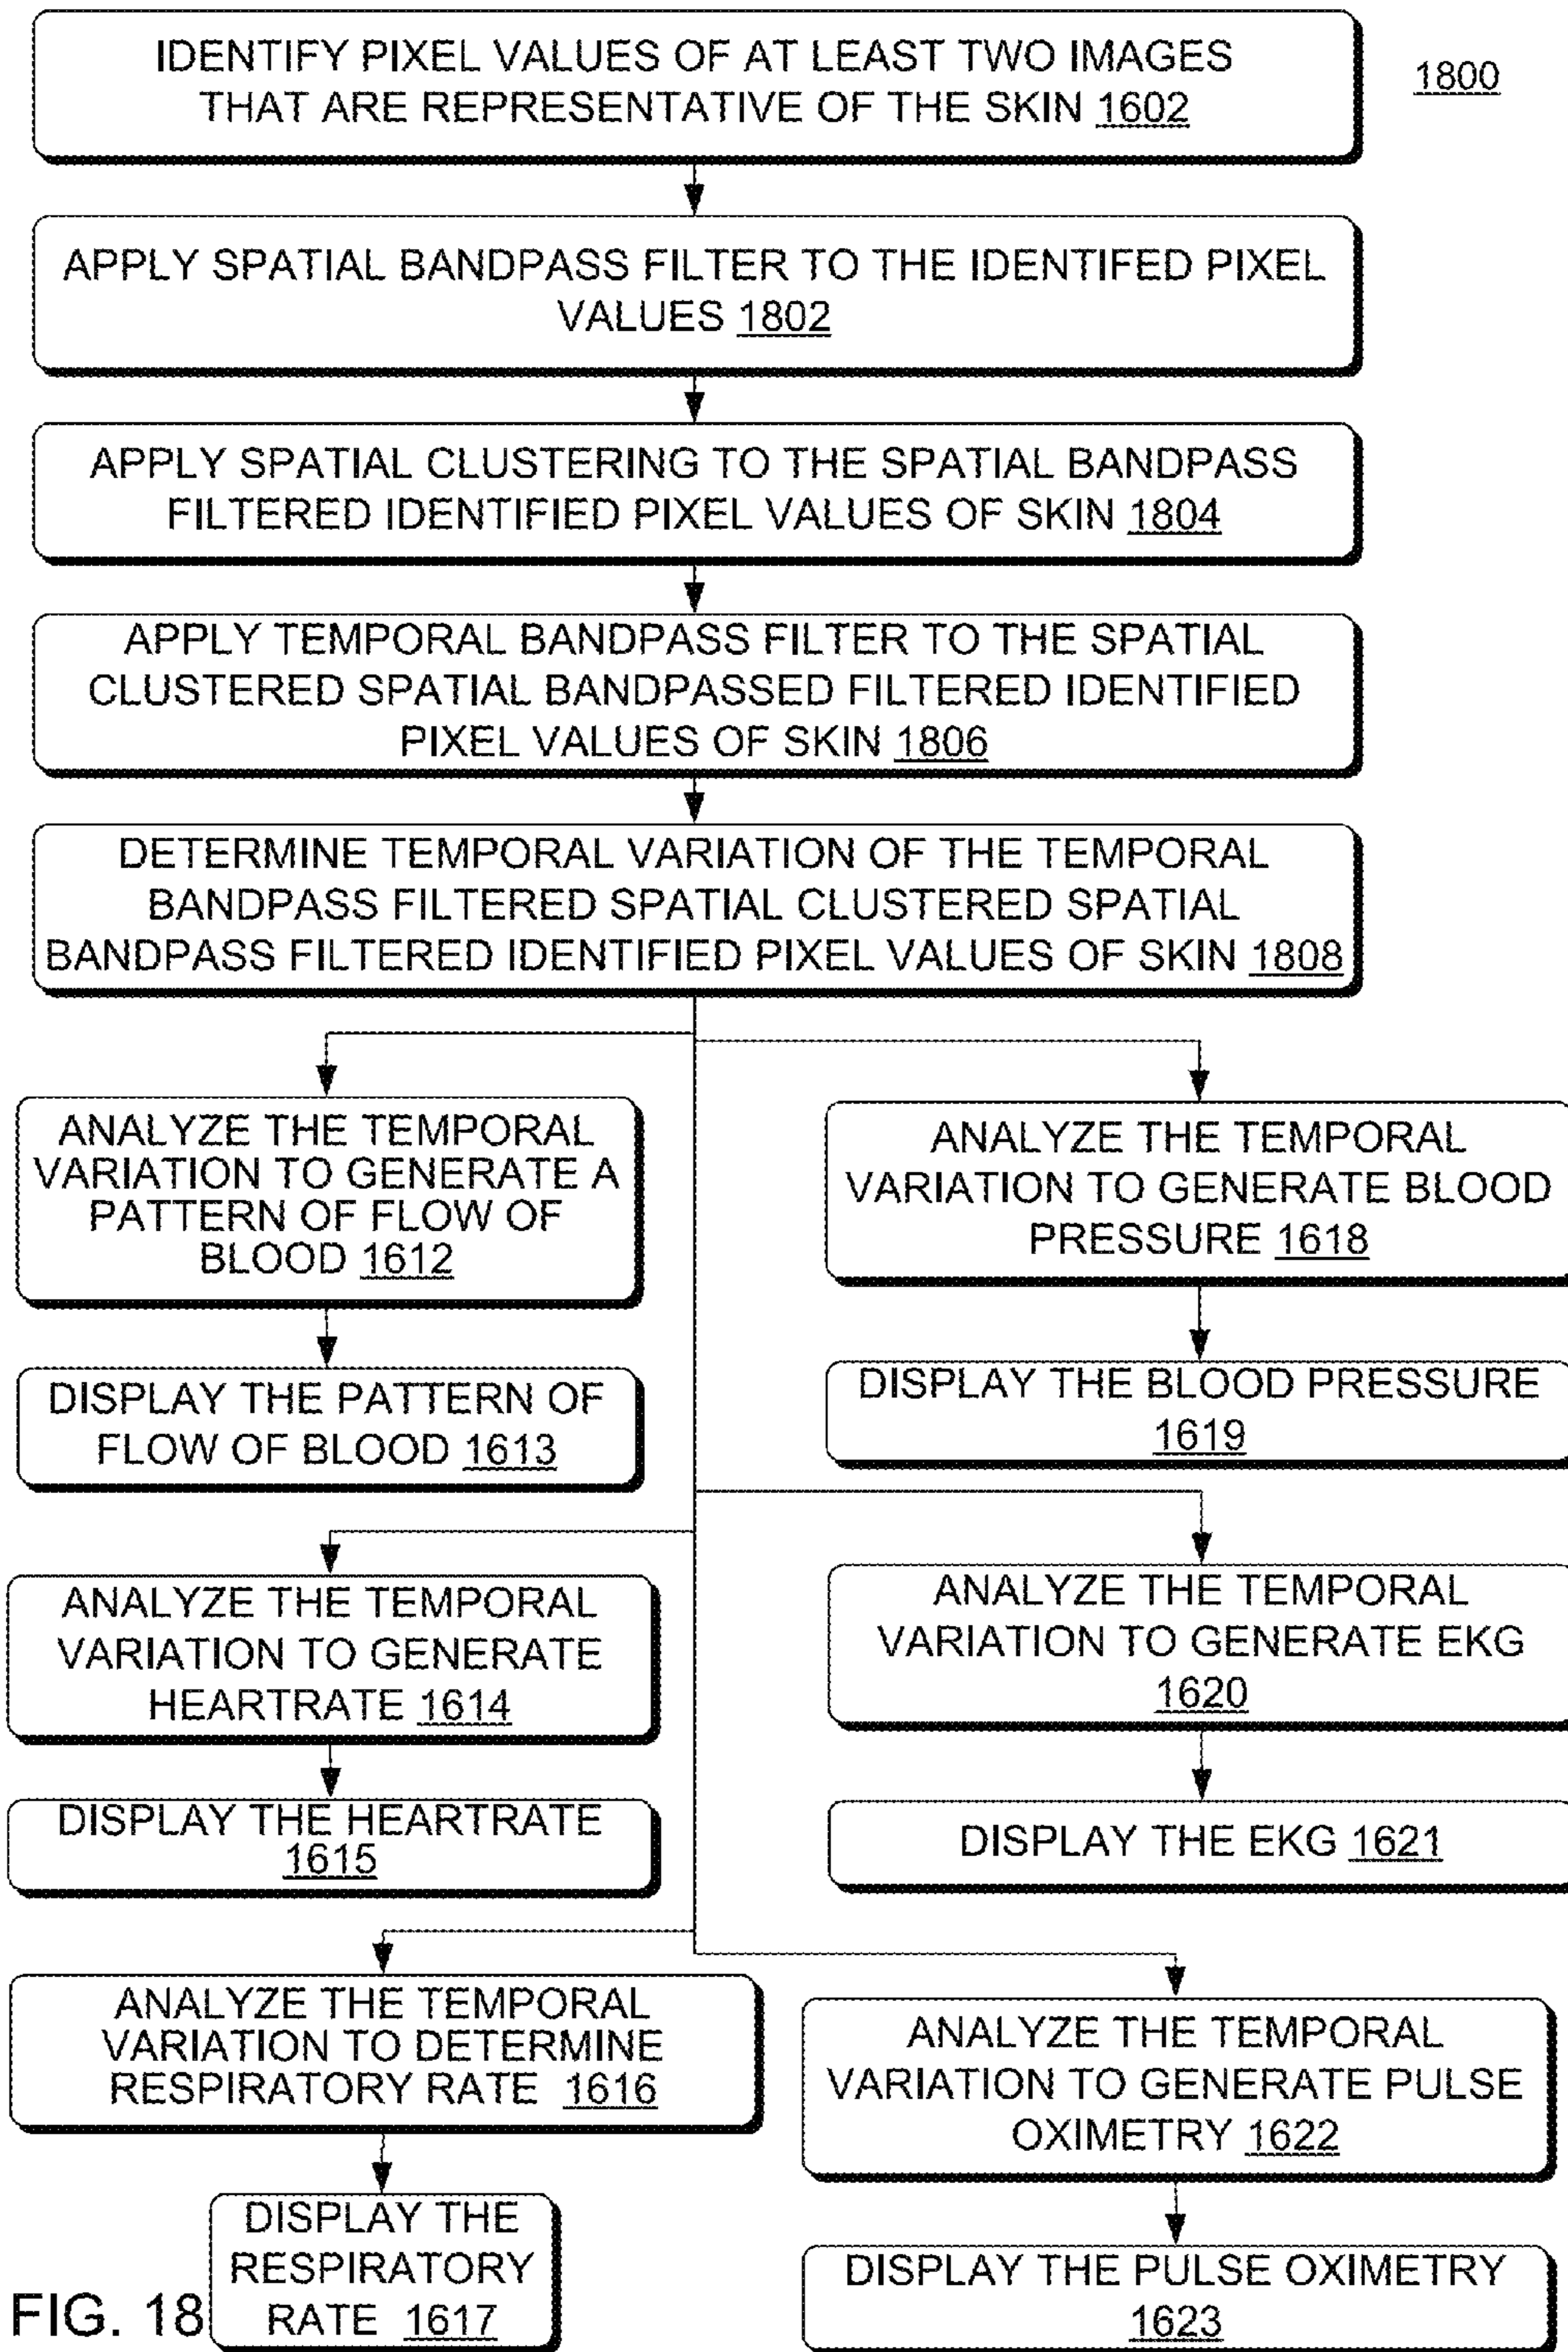 IDENTIFY PIXEL VALUES OF AT LEAST TWO IMAGES
THAT ARE REPRESENTATIVE OF THE SKIN 1602
1800
APPLY SPATIAL BANDPASS FILTER TO THE IDENTIFED PIXEL
VALUES 1802
APPLY SPATIAL CLUSTERING TO THE SPATIAL BANDPASS
FILTERED IDENTIFIED PIXEL VALUES OF SKIN 1804
APPLY TEMPORAL BANDPASS FILTER TO THE SPATIAL
CLUSTERED SPATIAL BANDPASSED FILTERED IDENTIFIED
PIXEL VALUES OF SKIN 1806
DETERMINE TEMPORAL VARIATION OF THE TEMPORAL
BANDPASS FILTERED SPATIAL CLUSTERED SPATIAL
BANDPASS FILTERED IDENTIFIED PIXEL VALUES OF SKIN 1808
ANALYZE THE TEMPORAL
VARIATION TO GENERATE A
PATTERN OF FLOW OF
BLOOD 1612
DISPLAY THE PATTERN OF
FLOW OF BLOOD 1613
ANALYZE THE TEMPORAL
VARIATION TO GENERATE BLOOD
PRESSURE 1618
DISPLAY THE BLOOD PRESSURE
1619
ANALYZE THE TEMPORAL
VARIATION TO GENERATE
HEARTRATE 1614
DISPLAY THE HEARTRATE
1615
ANALYZE THE TEMPORAL
VARIATION TO GENERATE EKG
1620
DISPLAY THE EKG 1621
ANALYZE THE TEMPORAL
VARIATION TO DETERMINE
RESPIRATORY RATE 1616
DISPLAY THE
RESPIRATORY
RATE 1617
ANALYZE THE TEMPORAL
VARIATION TO GENERATE PULSE
OXIMETRY 1622
DISPLAY THE PULSE OXIMETRY
1623
FIG. 18